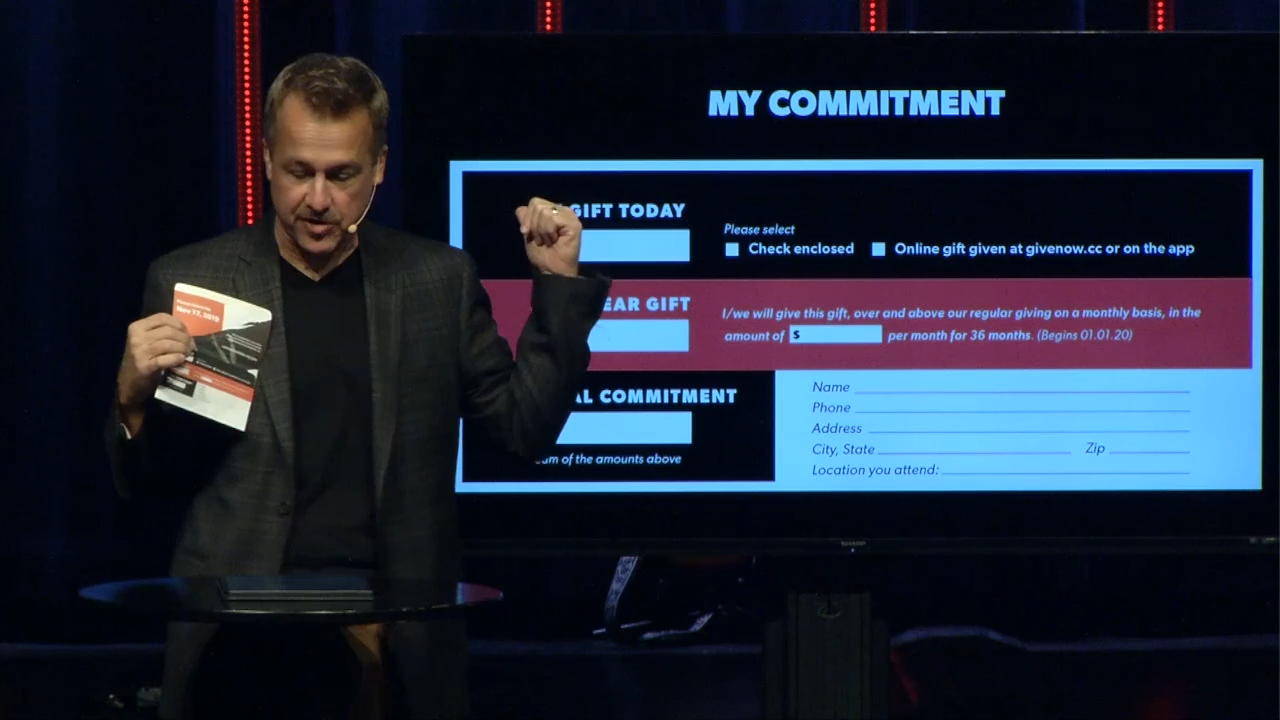 MY COMMITMENT
GIFT TODAY
Please select
Check enclosed
Online gift given at givenow.cc or on the app
EAR GIFT
I/we will give this gift, over and above our regular giving on a monthly basis, in the
amount of $ per month for 36 months. (Begins 01.01.20)
AL COMMITMENT
um of the amounts above
Name
Phone
Address
City, State
Zip
Location you attend:
SHARP
Nov 17, 2019